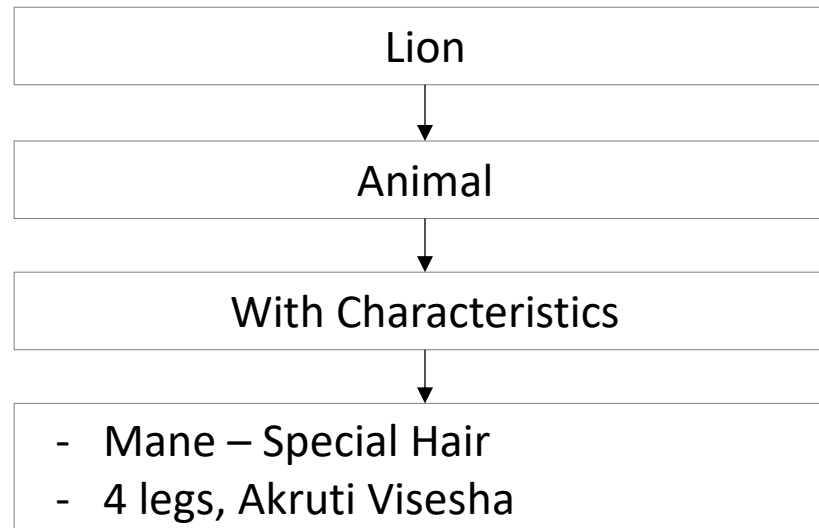 Lion
Animal
With Characteristics
- Mane – Special Hair
- 4 legs, Akruti Visesha